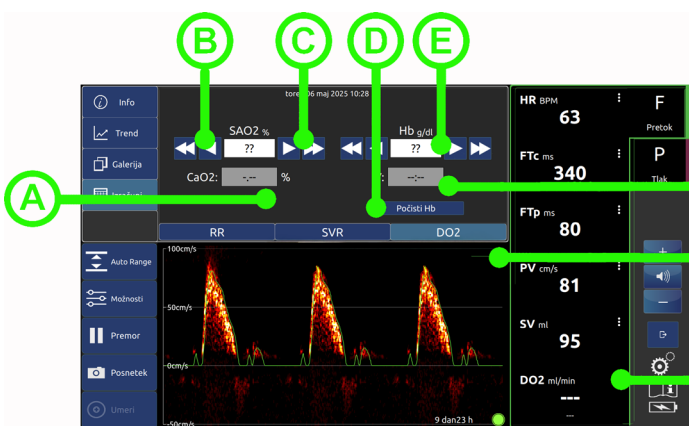 B
C
D
E
A
torek 06 maj 2025 10:28
Info
Trend
Galerija
Izračuni
SAO2 %
??
Hb g/dl
??
CaO2:
-.--
%
--:--
Počisti Hb
RR
SVR
DO2
Auto Range
Možnosti
Premor
Posnetek
Umeri
100cm/s
50cm/s
0cm/s
-50cm/s
9 dan23 h
HR BPM
63
FTc ms
340
FTp ms
80
PV cm/s
81
SV ml
95
DO2 ml/min
---
---
F
Pretok
P
Tlak
+
−